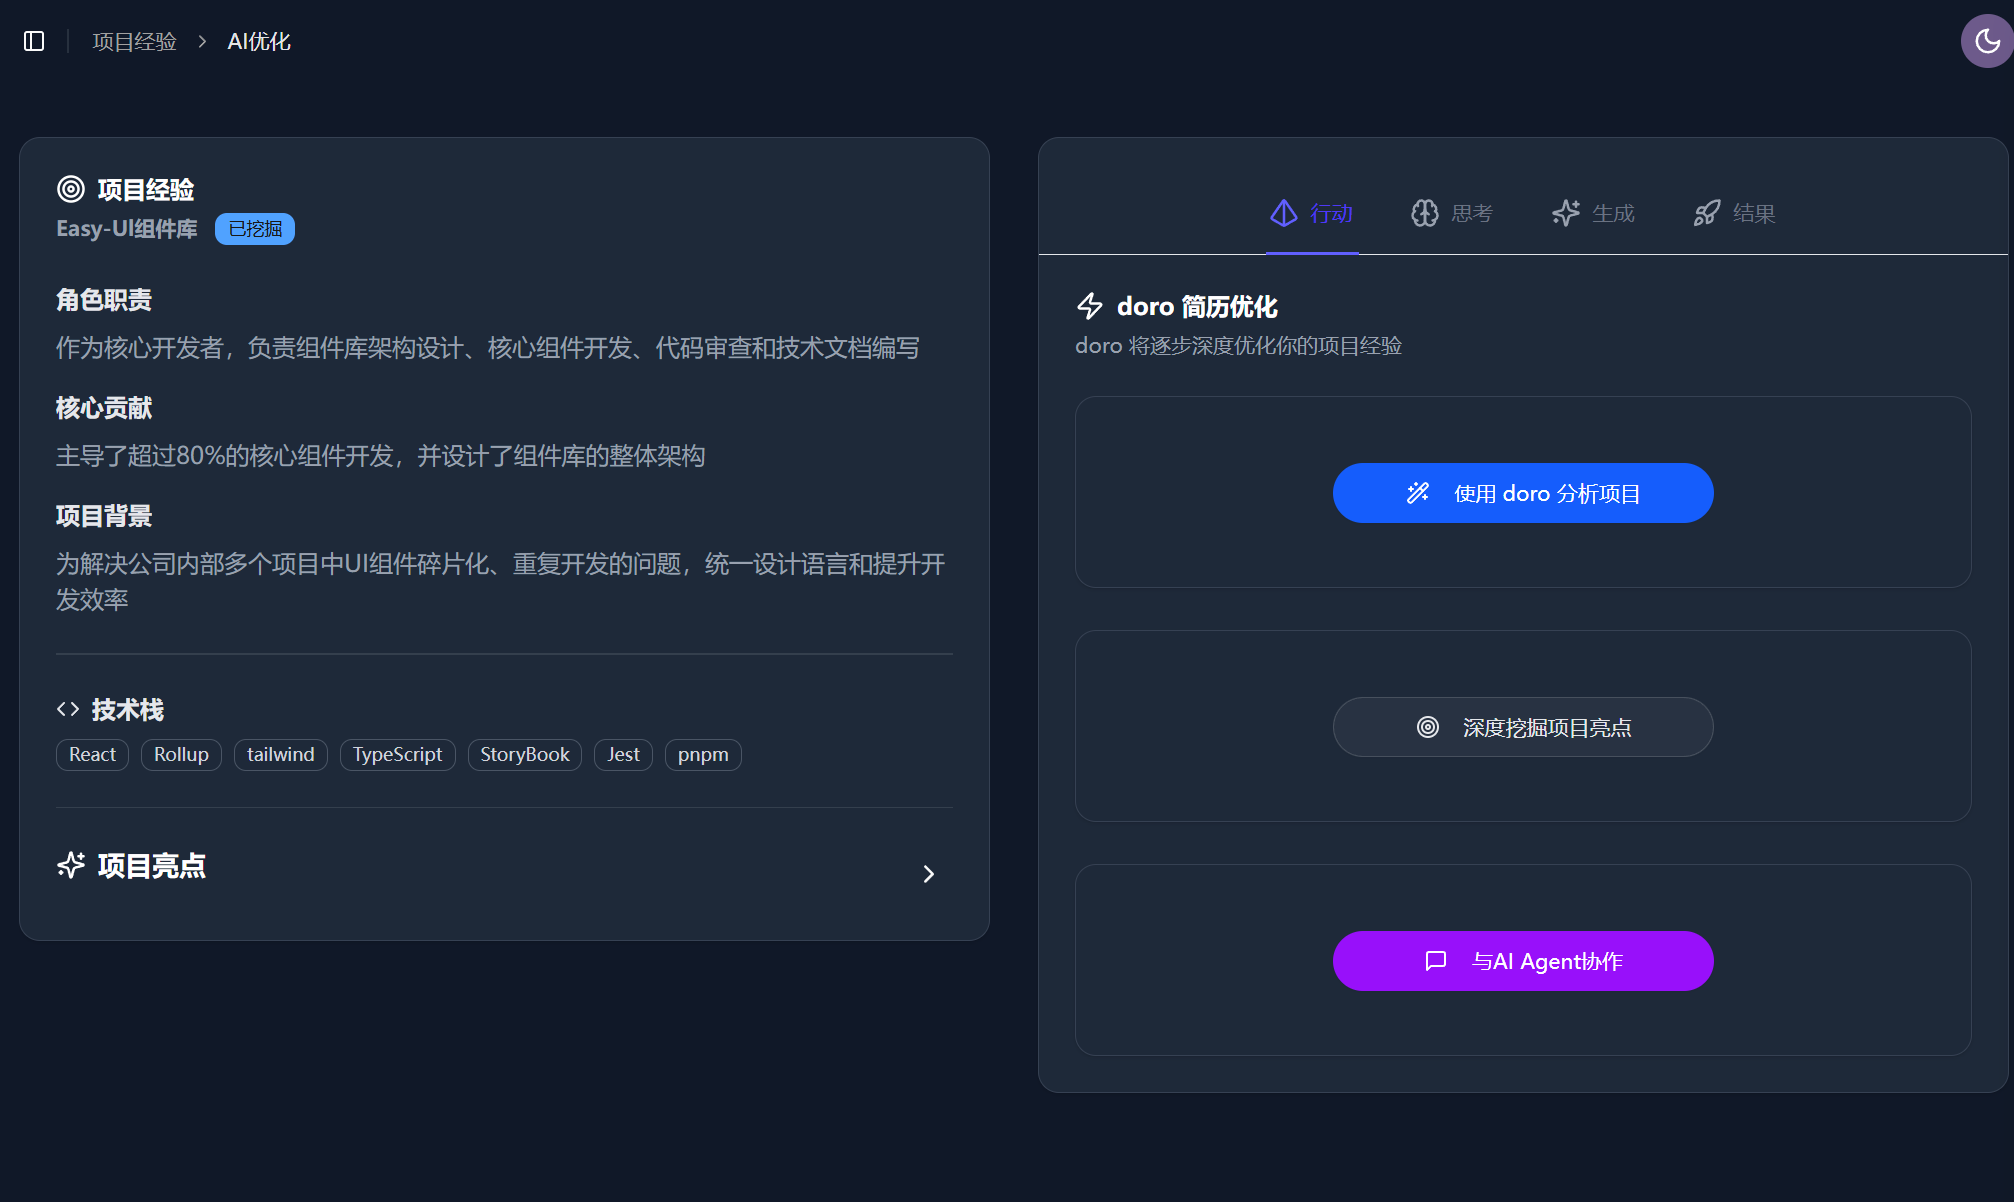 项目经验 > AI优化
项目经验
Easy-UI组件库 已挖掘
角色职责
作为核心开发者，负责组件库架构设计、核心组件开发、代码审查和技术文档编写
核心贡献
主导了超过80%的核心组件开发，并设计了组件库的整体架构
项目背景
为解决公司内部多个项目中UI组件碎片化、重复开发的问题，统一设计语言和提升开
发效率
技术栈
React Rollup tailwind TypeScript StoryBook Jest pnpm
项目亮点
行动 思考 生成 结果
doro 简历优化
doro 将逐步深度优化你的项目经验
使用 doro 分析项目
深度挖掘项目亮点
与AI Agent协作